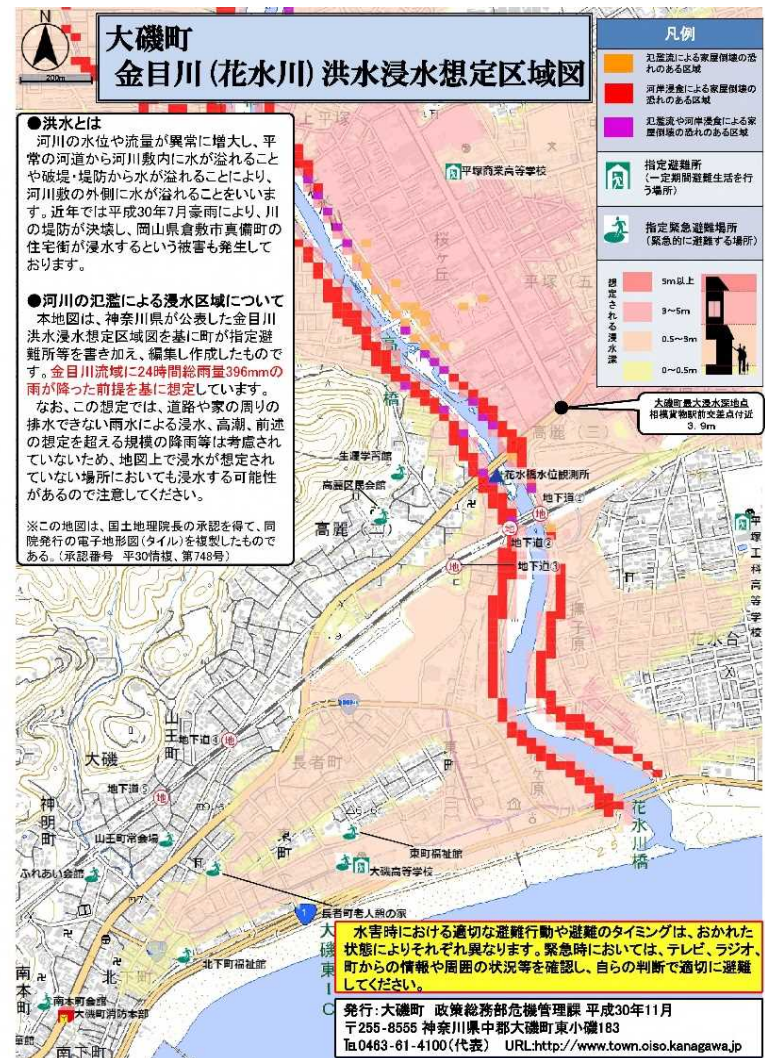 N
200m
大磯町
金目川(花水川)洪水浸水想定区域図
●洪水とは
河川の水位や流量が異常に増大し、平
常の河道から河川敷内に水が溢れること
や破堤・堤防から水が溢れることにより、
河川敷の外側に水が溢れることをいいま
す。近年では平成30年7月豪雨により、川
の堤防が決壊し、岡山県倉敷市真備町の
住宅街が浸水するという被害も発生して
おります。
●河川の氾濫による浸水区域について
本地図は、神奈川県が公表した金目川
洪水浸水想定区域図を基に町が指定避
難所等を書き加え、編集し作成したもので
す。金目川流域に24時間総雨量396mmの
雨が降った前提を基に想定しています。
なお、この想定では、道路や家の周りの
排水できない雨水による浸水、高潮、前述
の想定を超える規模の降雨等は考慮され
ていないため、地図上で浸水が想定され
ていない場所においても浸水する可能性
があるので注意してください。
※この地図は、国土地理院長の承認を得て、同
院発行の電子地形図(タイル)を複製したもので
ある。(承認番号 平30情複、第748号)
凡例
氾濫流による家屋倒壊の恐
れのある区域
河岸浸食による家屋倒壊の
恐れのある区域
氾濫流や河岸浸食による家
屋倒壊の恐れのある区域
指定避難所
(一定期間避難生活を行
う場所)
指定緊急避難場所
(緊急的に避難する場所)
想定される浸水深
5m以上
3～5m
0.5～3m
0～0.5m
大磯町最大浸水深地点
相模貨物駅前交差点付近
3.9m
上平塚
平塚商業高等学校
桜ケ丘
平塚(五
高麗(三)
橋
生涯学習館
高麗区民会館
高麗(二)
花水橋水位観測所
地下道①
地
地
地下道②
地
地下道③
平塚工科高等学校
撫子原
花水台
山王町
地下道④
地
大磯
長者町
東町
ケ原
地下道⑤
地
神明町
山王町常会場
ふれあい会館
東町福祉館
大磯高等学校
花水川橋
長者町老人憩の家
1
大磯東IC
北下町福祉館
北下町
南本町
南本町会館
大磯町消防本部
南下町
水害時における適切な避難行動や避難のタイミングは、おかれた
状態によりそれぞれ異なります。緊急時においては、テレビ、ラジオ、
町からの情報や周囲の状況等を確認し、自らの判断で適切に避難
してください。
発行:大磯町 政策総務部危機管理課 平成30年11月
〒255-8555 神奈川県中郡大磯町東小磯183
℡0463-61-4100(代表) URL:http://www.town.oiso.kanagawa.jp